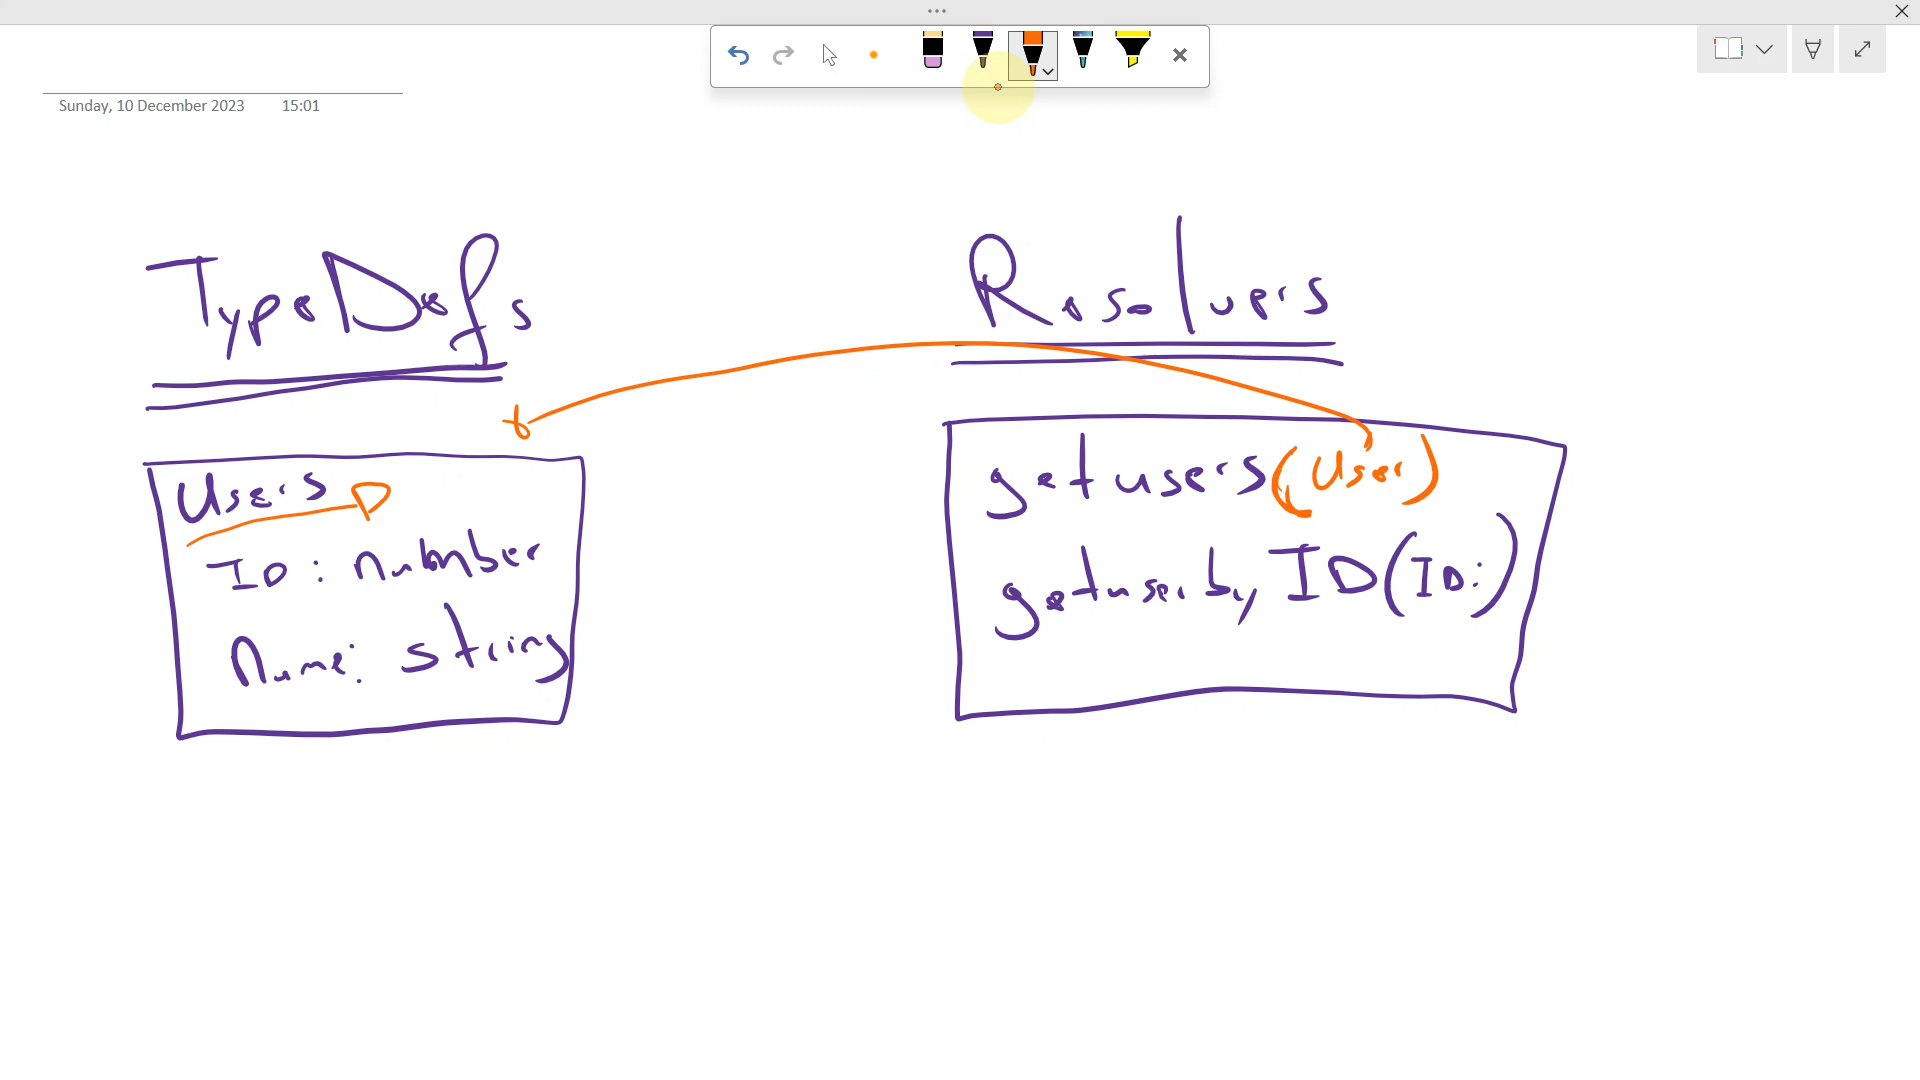 Sunday, 10 December 2023 15:01
TypeDefs
Resolvers
Users
ID: number
Name: string
getusers(User)
getuserbyID(ID:)